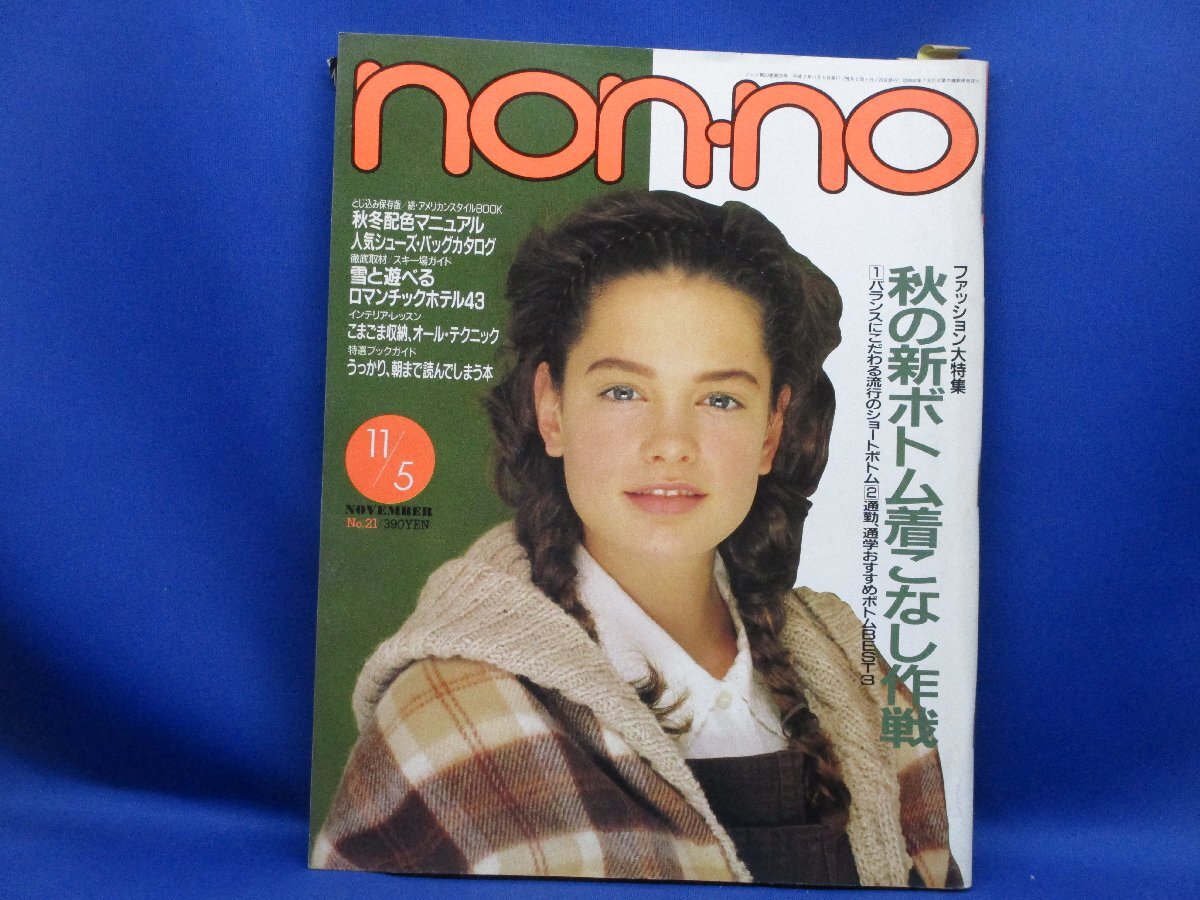 non·no
とじ込み保存版/続・アメリカンスタイルBOOK
秋冬配色マニュアル
人気シューズ・バッグカタログ
徹底取材/スキー場ガイド
雪と遊べる
ロマンチックホテル43
インテリア・レッスン
こまごま収納、オール・テクニック
特選ブックガイド
うっかり、朝まで読んでしまう本
11/5
NOVEMBER
No.21 390YEN
ファッション大特集
秋の新ボトム着こなし作戦
1バランスにこだわる流行のショートボトム2通勤、通学おすすめボトムBEST3